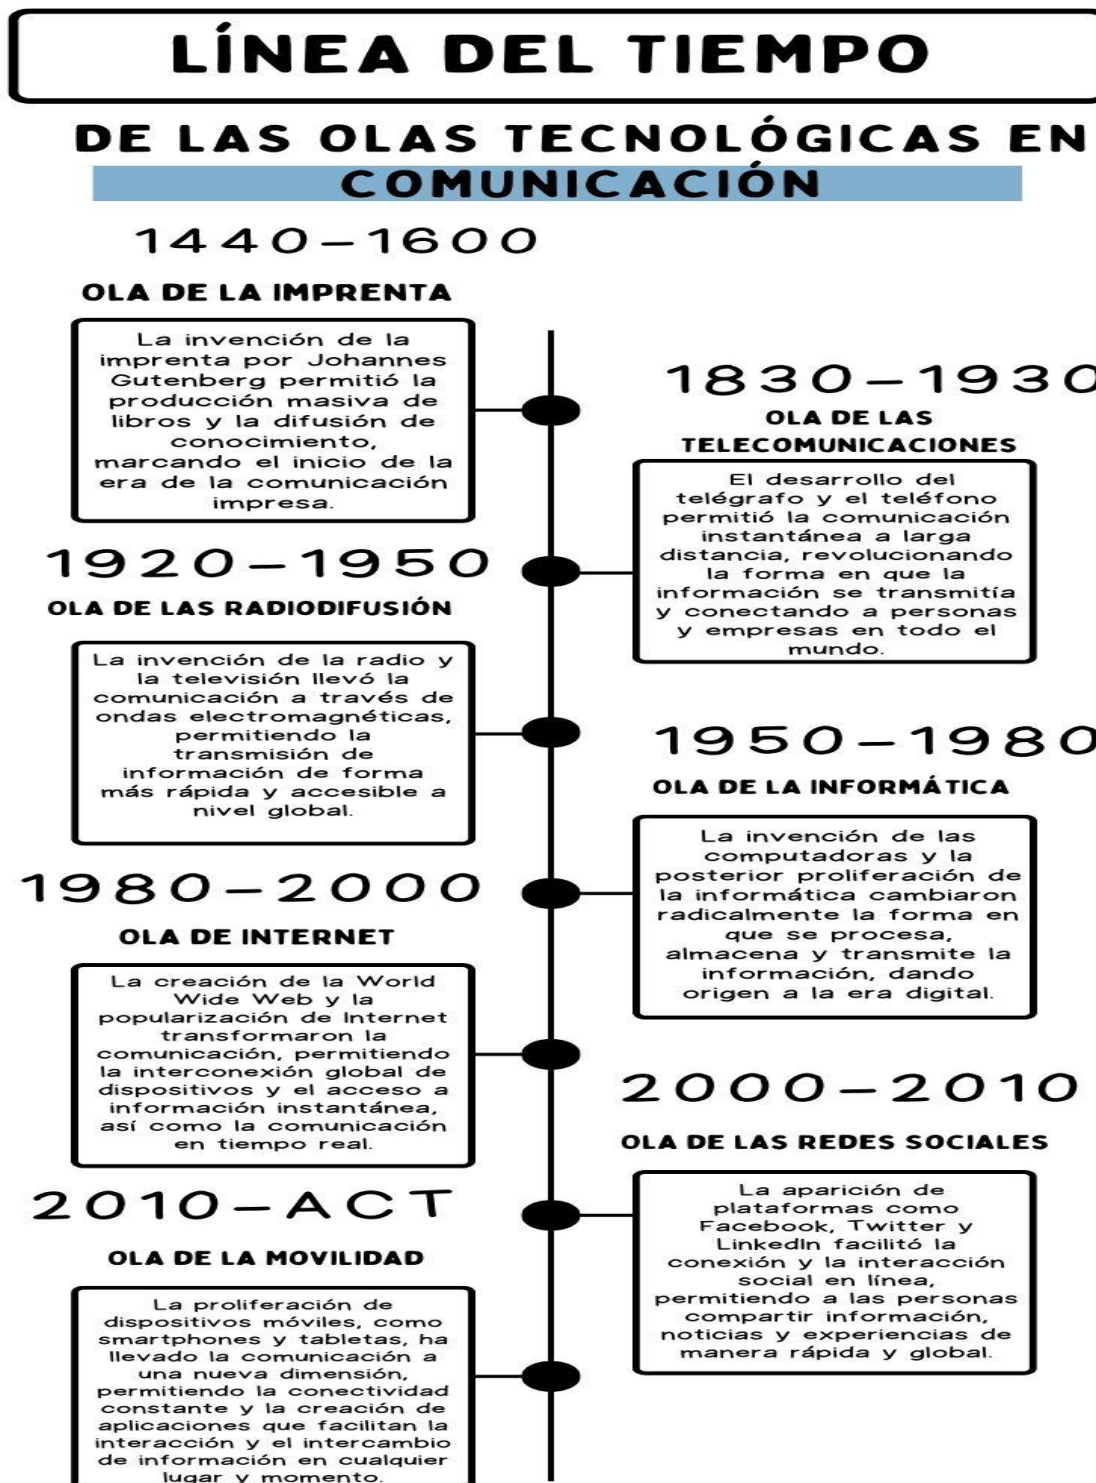 LÍNEA DEL TIEMPO
DE LAS OLAS TECNOLÓGICAS EN
COMUNICACIÓN
1440-1600
OLA DE LA IMPRENTA
La invención de la
imprenta por Johannes
Gutenberg permitió la
producción masiva de
libros y la difusión de
conocimiento,
marcando el inicio de la
era de la comunicación
impresa.
1830-1930
OLA DE LAS
TELECOMUNICACIONES
El desarrollo del
telégrafo y el teléfono
permitió la comunicación
instantánea a larga
distancia, revolucionando
la forma en que la
información se transmitía
y conectando a personas
y empresas en todo el
mundo.
1920-1950
OLA DE LAS RADIODIFUSIÓN
La invención de la radio y
la televisión llevó la
comunicación a través de
ondas electromagnéticas,
permitiendo la
transmisión de
información de forma
más rápida y accesible a
nivel global.
1950-1980
OLA DE LA INFORMÁTICA
La invención de las
computadoras y la
posterior proliferación de
la informática cambiaron
radicalmente la forma en
que se procesa,
almacena y transmite la
información, dando
origen a la era digital.
1980-2000
OLA DE INTERNET
La creación de la World
Wide Web y la
popularización de Internet
transformaron la
comunicación, permitiendo
la interconexión global de
dispositivos y el acceso a
información instantánea,
así como la comunicación
en tiempo real.
2000-2010
OLA DE LAS REDES SOCIALES
La aparición de
plataformas como
Facebook, Twitter y
LinkedIn facilitó la
conexión y la interacción
social en línea,
permitiendo a las personas
compartir información,
noticias y experiencias de
manera rápida y global.
2010-ACT
OLA DE LA MOVILIDAD
La proliferación de
dispositivos móviles, como
smartphones y tabletas, ha
llevado la comunicación a
una nueva dimensión,
permitiendo la conectividad
constante y la creación de
aplicaciones que facilitan la
interacción y el intercambio
de información en cualquier
lugar y momento.